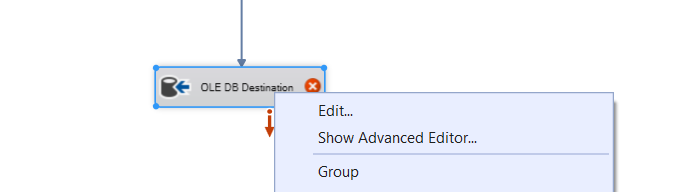 OLE DB Destination
Edit...
Show Advanced Editor...
Group